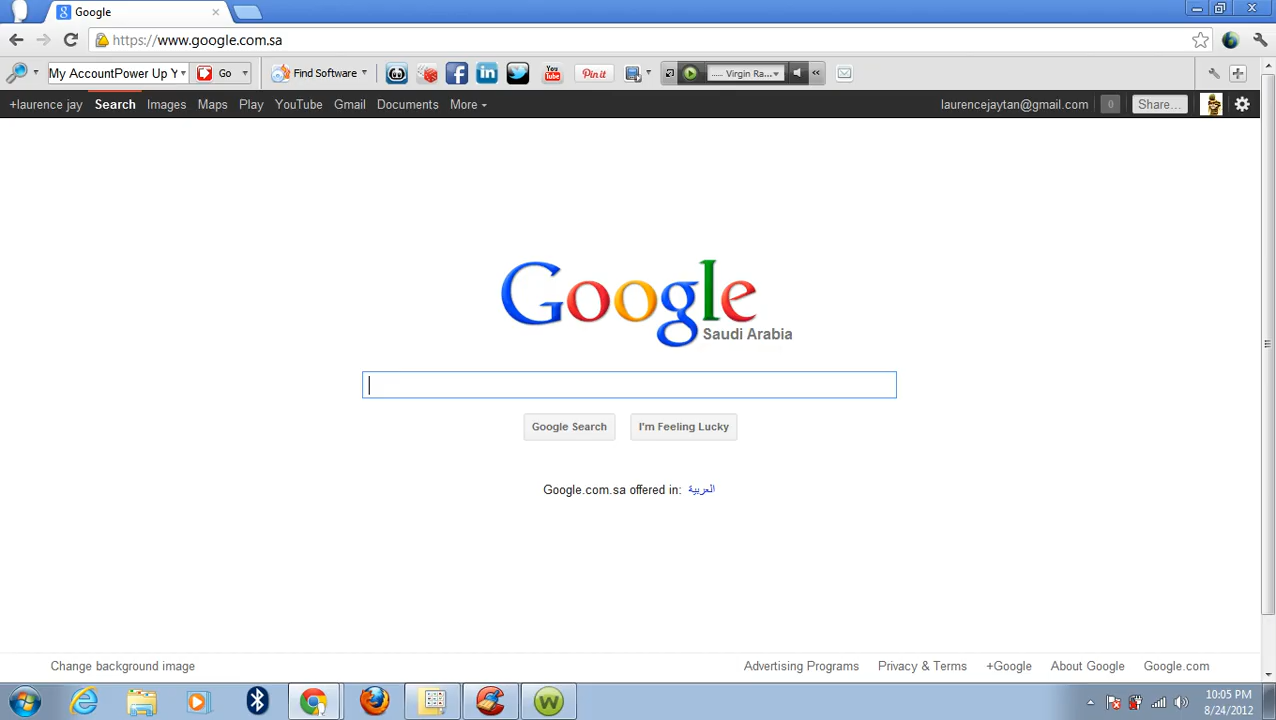 Google
https://www.google.com.sa
My AccountPower Up Y Go Find Software You Tube Pin it ..... Virgin Ra...
+laurence jay Search Images Maps Play YouTube Gmail Documents More laurencejaytan@gmail.com 0 Share...
Google
Saudi Arabia
Google Search I'm Feeling Lucky
Google.com.sa offered in: العربية
Change background image Advertising Programs Privacy & Terms +Google About Google Google.com
10:05 PM
8/24/2012